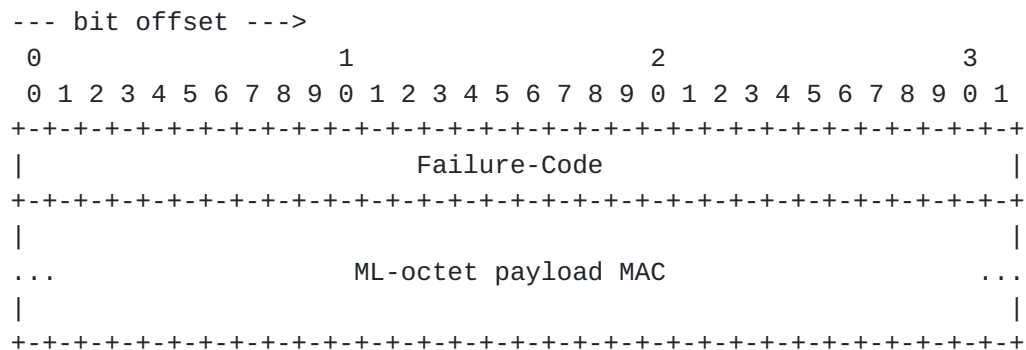 --- bit offset --->
 0                   1                   2                   3
 0 1 2 3 4 5 6 7 8 9 0 1 2 3 4 5 6 7 8 9 0 1 2 3 4 5 6 7 8 9 0 1
+-+-+-+-+-+-+-+-+-+-+-+-+-+-+-+-+-+-+-+-+-+-+-+-+-+-+-+-+-+-+-+-+
|                         Failure-Code                          |
+-+-+-+-+-+-+-+-+-+-+-+-+-+-+-+-+-+-+-+-+-+-+-+-+-+-+-+-+-+-+-+-+
|                                                               |
...                   ML-octet payload MAC                    ...
|                                                               |
+-+-+-+-+-+-+-+-+-+-+-+-+-+-+-+-+-+-+-+-+-+-+-+-+-+-+-+-+-+-+-+-+